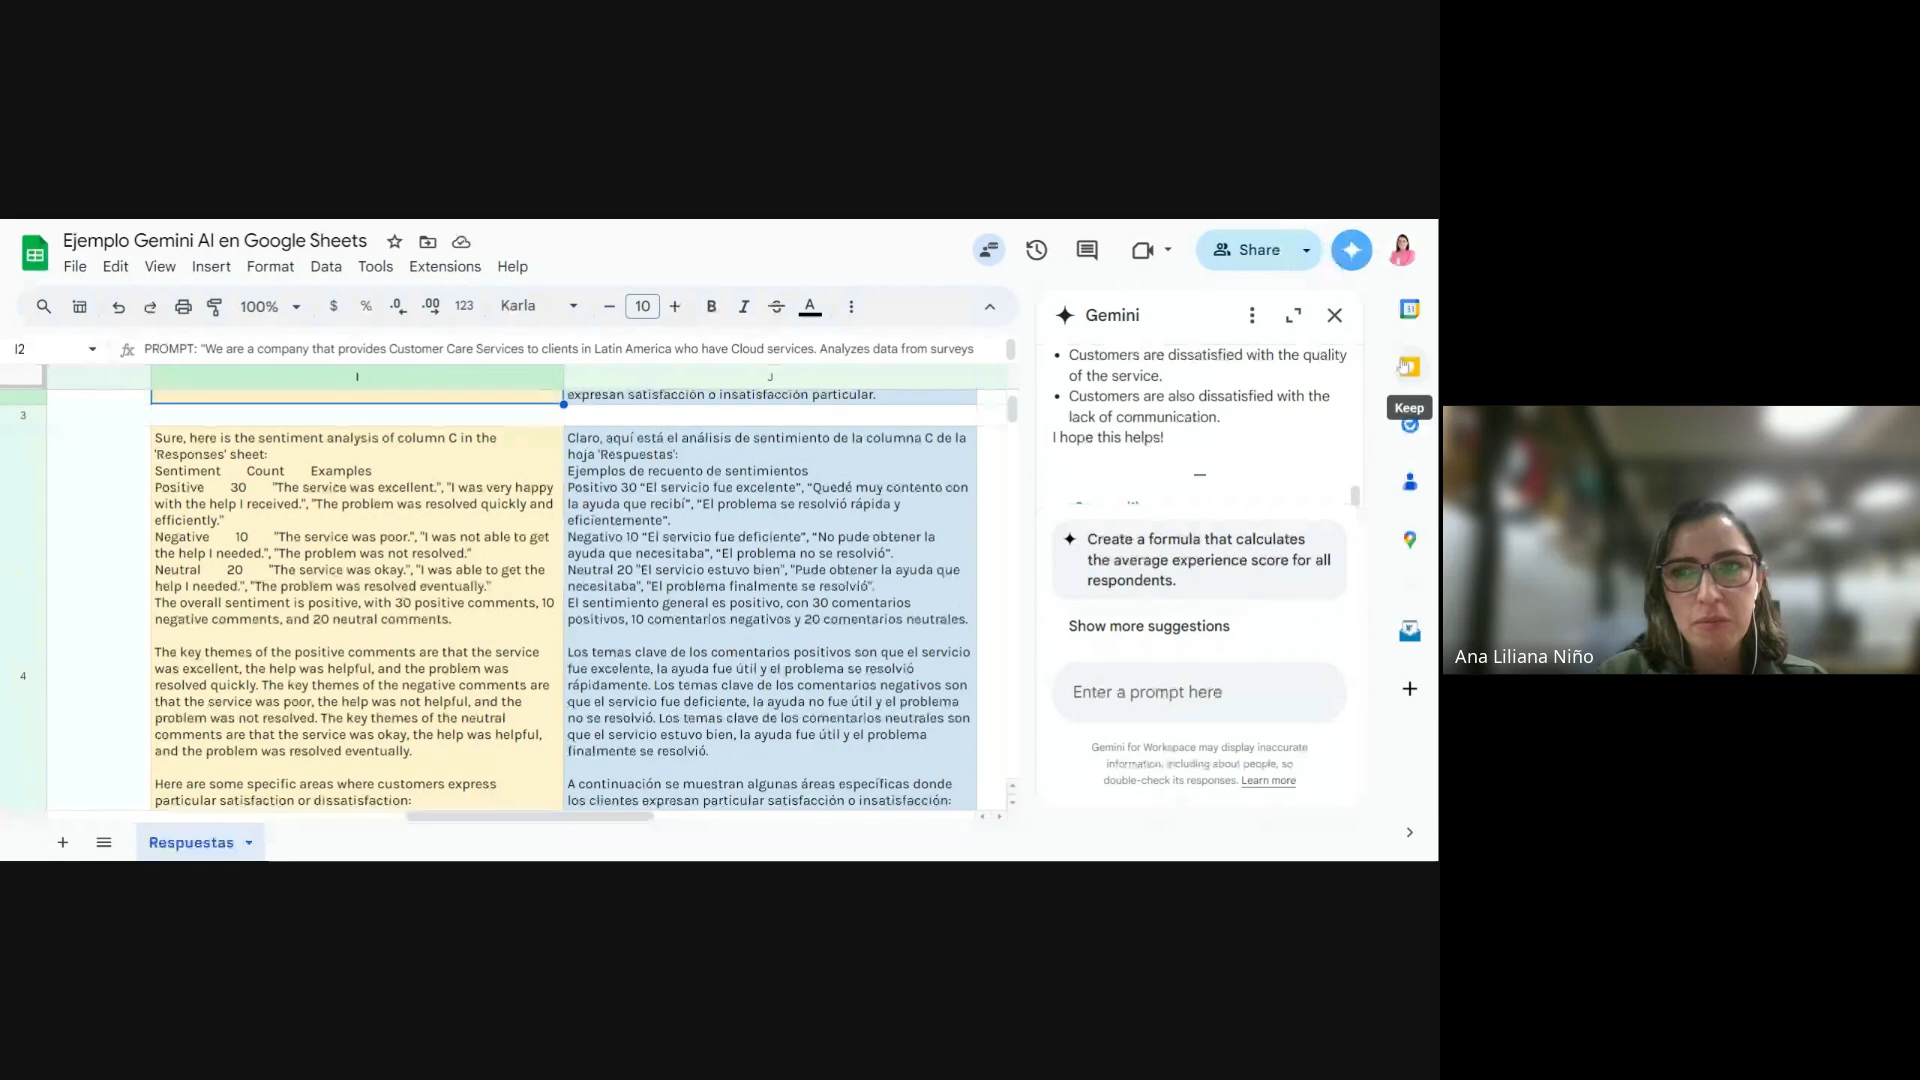 Ejemplo Gemini AI en Google Sheets
File Edit View Insert Format Data Tools Extensions Help
Share
100% $ % .0 .00 123 Karla 10 B I A
I2
PROMPT: "We are a company that provides Customer Care Services to clients in Latin America who have Cloud services. Analyzes data from surveys
I
J
3
expresan satisfacción o insatisfacción particular.
4
Sure, here is the sentiment analysis of column C in the
'Responses' sheet:
Sentiment Count Examples
Positive 30 "The service was excellent.", "I was very happy
with the help I received.", "The problem was resolved quickly and
efficiently."
Negative 10 "The service was poor.", "I was not able to get
the help I needed.", "The problem was not resolved."
Neutral 20 "The service was okay.", "I was able to get the
help I needed.", "The problem was resolved eventually."
The overall sentiment is positive, with 30 positive comments, 10
negative comments, and 20 neutral comments.
The key themes of the positive comments are that the service
was excellent, the help was helpful, and the problem was
resolved quickly. The key themes of the negative comments are
that the service was poor, the help was not helpful, and the
problem was not resolved. The key themes of the neutral
comments are that the service was okay, the help was helpful,
and the problem was resolved eventually.
Here are some specific areas where customers express
particular satisfaction or dissatisfaction:
Claro, aquí está el análisis de sentimiento de la columna C de la
hoja 'Respuestas':
Ejemplos de recuento de sentimientos
Positivo 30 “El servicio fue excelente”, “Quedé muy contento con
la ayuda que recibí”, “El problema se resolvió rápida y
eficientemente”.
Negativo 10 “El servicio fue deficiente”, “No pude obtener la
ayuda que necesitaba”, “El problema no se resolvió”.
Neutral 20 "El servicio estuvo bien", "Pude obtener la ayuda que
necesitaba", "El problema finalmente se resolvió".
El sentimiento general es positivo, con 30 comentarios
positivos, 10 comentarios negativos y 20 comentarios neutrales.
Los temas clave de los comentarios positivos son que el servicio
fue excelente, la ayuda fue útil y el problema se resolvió
rápidamente. Los temas clave de los comentarios negativos son
que el servicio fue deficiente, la ayuda no fue útil y el problema
no se resolvió. Los temas clave de los comentarios neutrales son
que el servicio estuvo bien, la ayuda fue útil y el problema
finalmente se resolvió.
A continuación se muestran algunas áreas específicas donde
los clientes expresan particular satisfacción o insatisfacción:
Respuestas
Gemini
• Customers are dissatisfied with the quality
of the service.
• Customers are also dissatisfied with the
lack of communication.
I hope this helps!
Create a formula that calculates
the average experience score for all
respondents.
Show more suggestions
Enter a prompt here
Gemini for Workspace may display inaccurate
information, including about people, so
double-check its responses. Learn more
31
Keep
Ana Liliana Niño